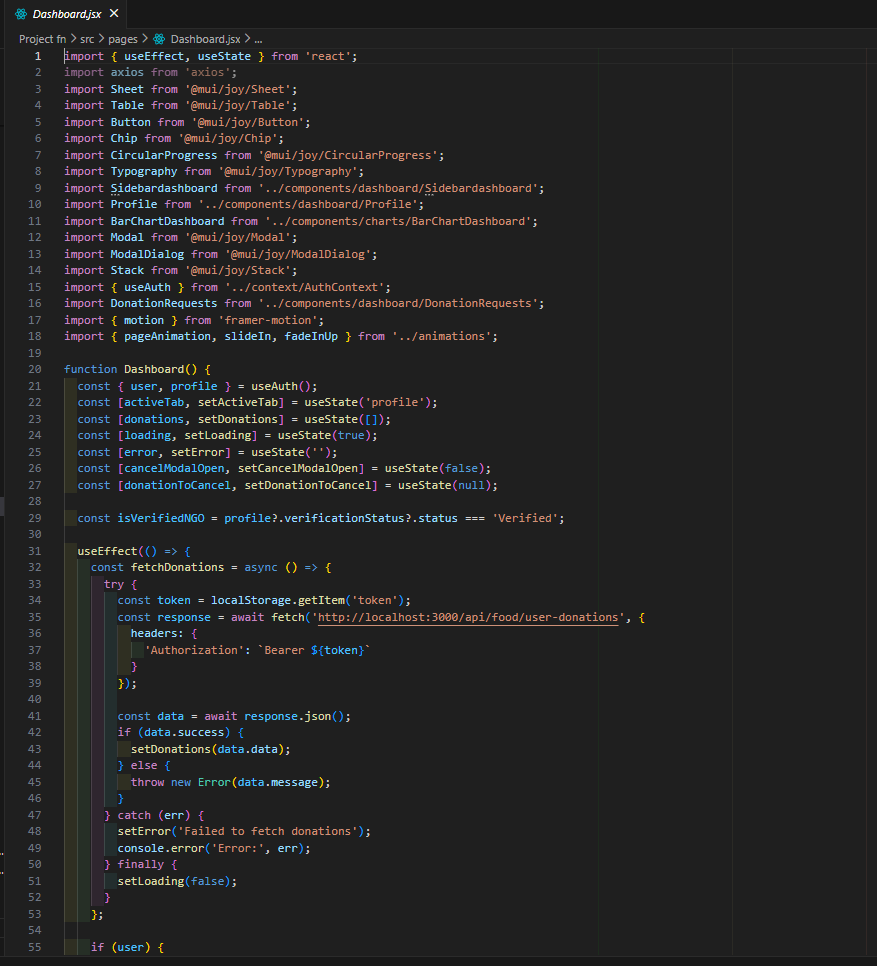 Dashboard.jsx ×
Project fn > src > pages > Dashboard.jsx > ...
1 import { useEffect, useState } from 'react';
2 import axios from 'axios';
3 import Sheet from '@mui/joy/Sheet';
4 import Table from '@mui/joy/Table';
5 import Button from '@mui/joy/Button';
6 import Chip from '@mui/joy/Chip';
7 import CircularProgress from '@mui/joy/CircularProgress';
8 import Typography from '@mui/joy/Typography';
9 import Sidebardashboard from '../components/dashboard/Sidebardashboard';
10 import Profile from '../components/dashboard/Profile';
11 import BarChartDashboard from '../components/charts/BarChartDashboard';
12 import Modal from '@mui/joy/Modal';
13 import ModalDialog from '@mui/joy/ModalDialog';
14 import Stack from '@mui/joy/Stack';
15 import { useAuth } from '../context/AuthContext';
16 import DonationRequests from '../components/dashboard/DonationRequests';
17 import { motion } from 'framer-motion';
18 import { pageAnimation, slideIn, fadeInUp } from '../animations';
19
20 function Dashboard() {
21   const { user, profile } = useAuth();
22   const [activeTab, setActiveTab] = useState('profile');
23   const [donations, setDonations] = useState([]);
24   const [loading, setLoading] = useState(true);
25   const [error, setError] = useState('');
26   const [cancelModalOpen, setCancelModalOpen] = useState(false);
27   const [donationToCancel, setDonationToCancel] = useState(null);
28
29   const isVerifiedNGO = profile?.verificationStatus?.status === 'Verified';
30
31   useEffect(() => {
32     const fetchDonations = async () => {
33       try {
34         const token = localStorage.getItem('token');
35         const response = await fetch('http://localhost:3000/api/food/user-donations', {
36           headers: {
37             'Authorization': `Bearer ${token}`
38           }
39         });
40
41         const data = await response.json();
42         if (data.success) {
43           setDonations(data.data);
44         } else {
45           throw new Error(data.message);
46         }
47       } catch (err) {
48         setError('Failed to fetch donations');
49         console.error('Error:', err);
50       } finally {
51         setLoading(false);
52       }
53     };
54
55     if (user) {